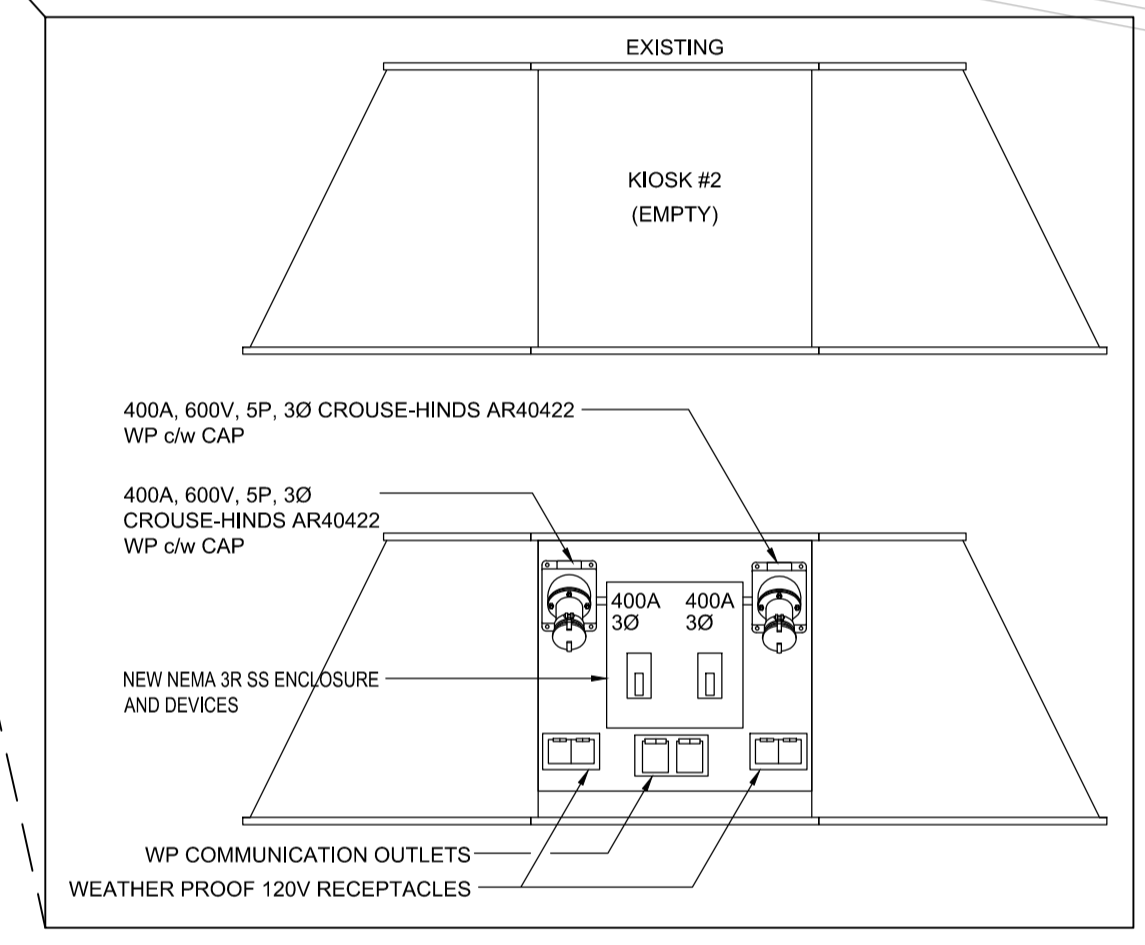 EXISTING
KIOSK #2
(EMPTY)
400A, 600V, 5P, 3Ø CROUSE-HINDS AR40422
WP c/w CAP
400A, 600V, 5P, 3Ø
CROUSE-HINDS AR40422
WP c/w CAP
400A 400A
3Ø 3Ø
NEW NEMA 3R SS ENCLOSURE
AND DEVICES
WP COMMUNICATION OUTLETS
WEATHER PROOF 120V RECEPTACLES